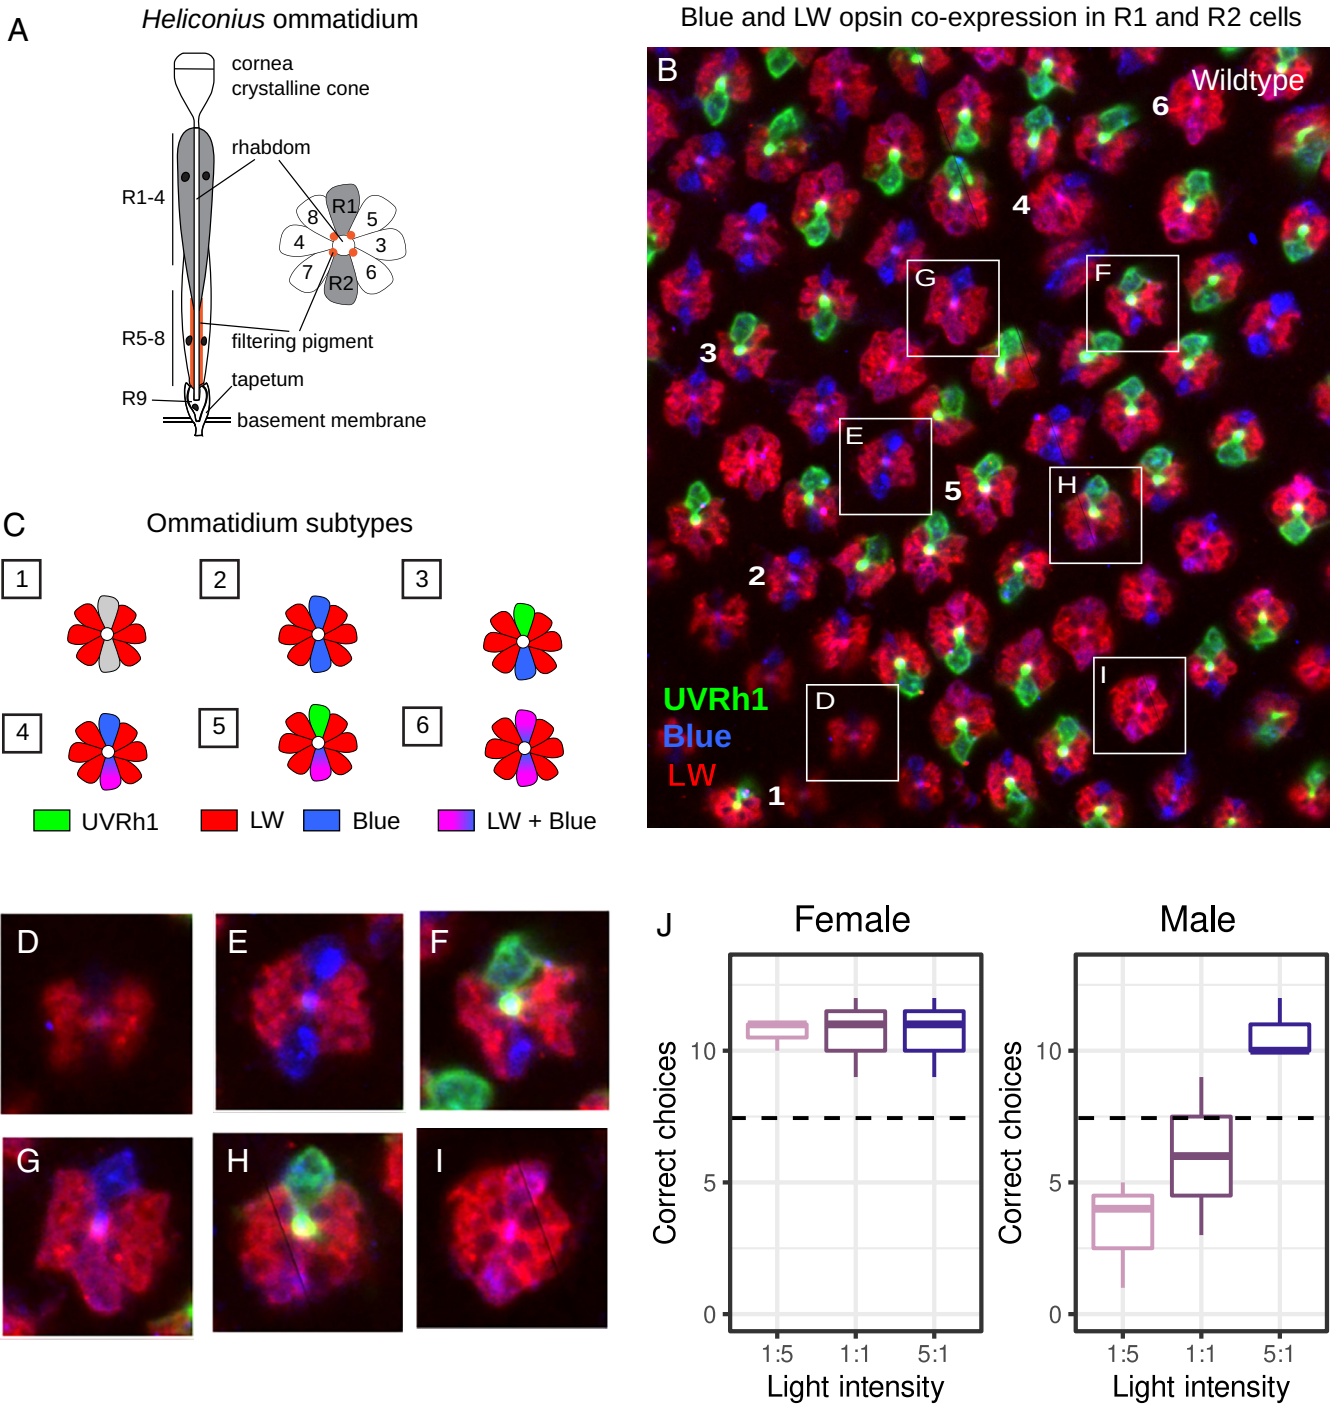 A
Heliconius ommatidium
cornea
crystalline cone
rhabdom
R1-4
R1
8
5
4
3
7
6
R2
R5-8
filtering pigment
tapetum
R9
basement membrane
Blue and LW opsin co-expression in R1 and R2 cells
B
Wildtype
6
4
G
F
3
E
5
H
2
I
UVRh1
D
Blue
LW
1
C
Ommatidium subtypes
1
2
3
4
5
6
UVRh1
LW
Blue
LW + Blue
D
E
F
G
H
I
J
Female
Male
Correct choices
10
5
0
1:5
1:1
5:1
Light intensity
Correct choices
10
5
0
1:5
1:1
5:1
Light intensity